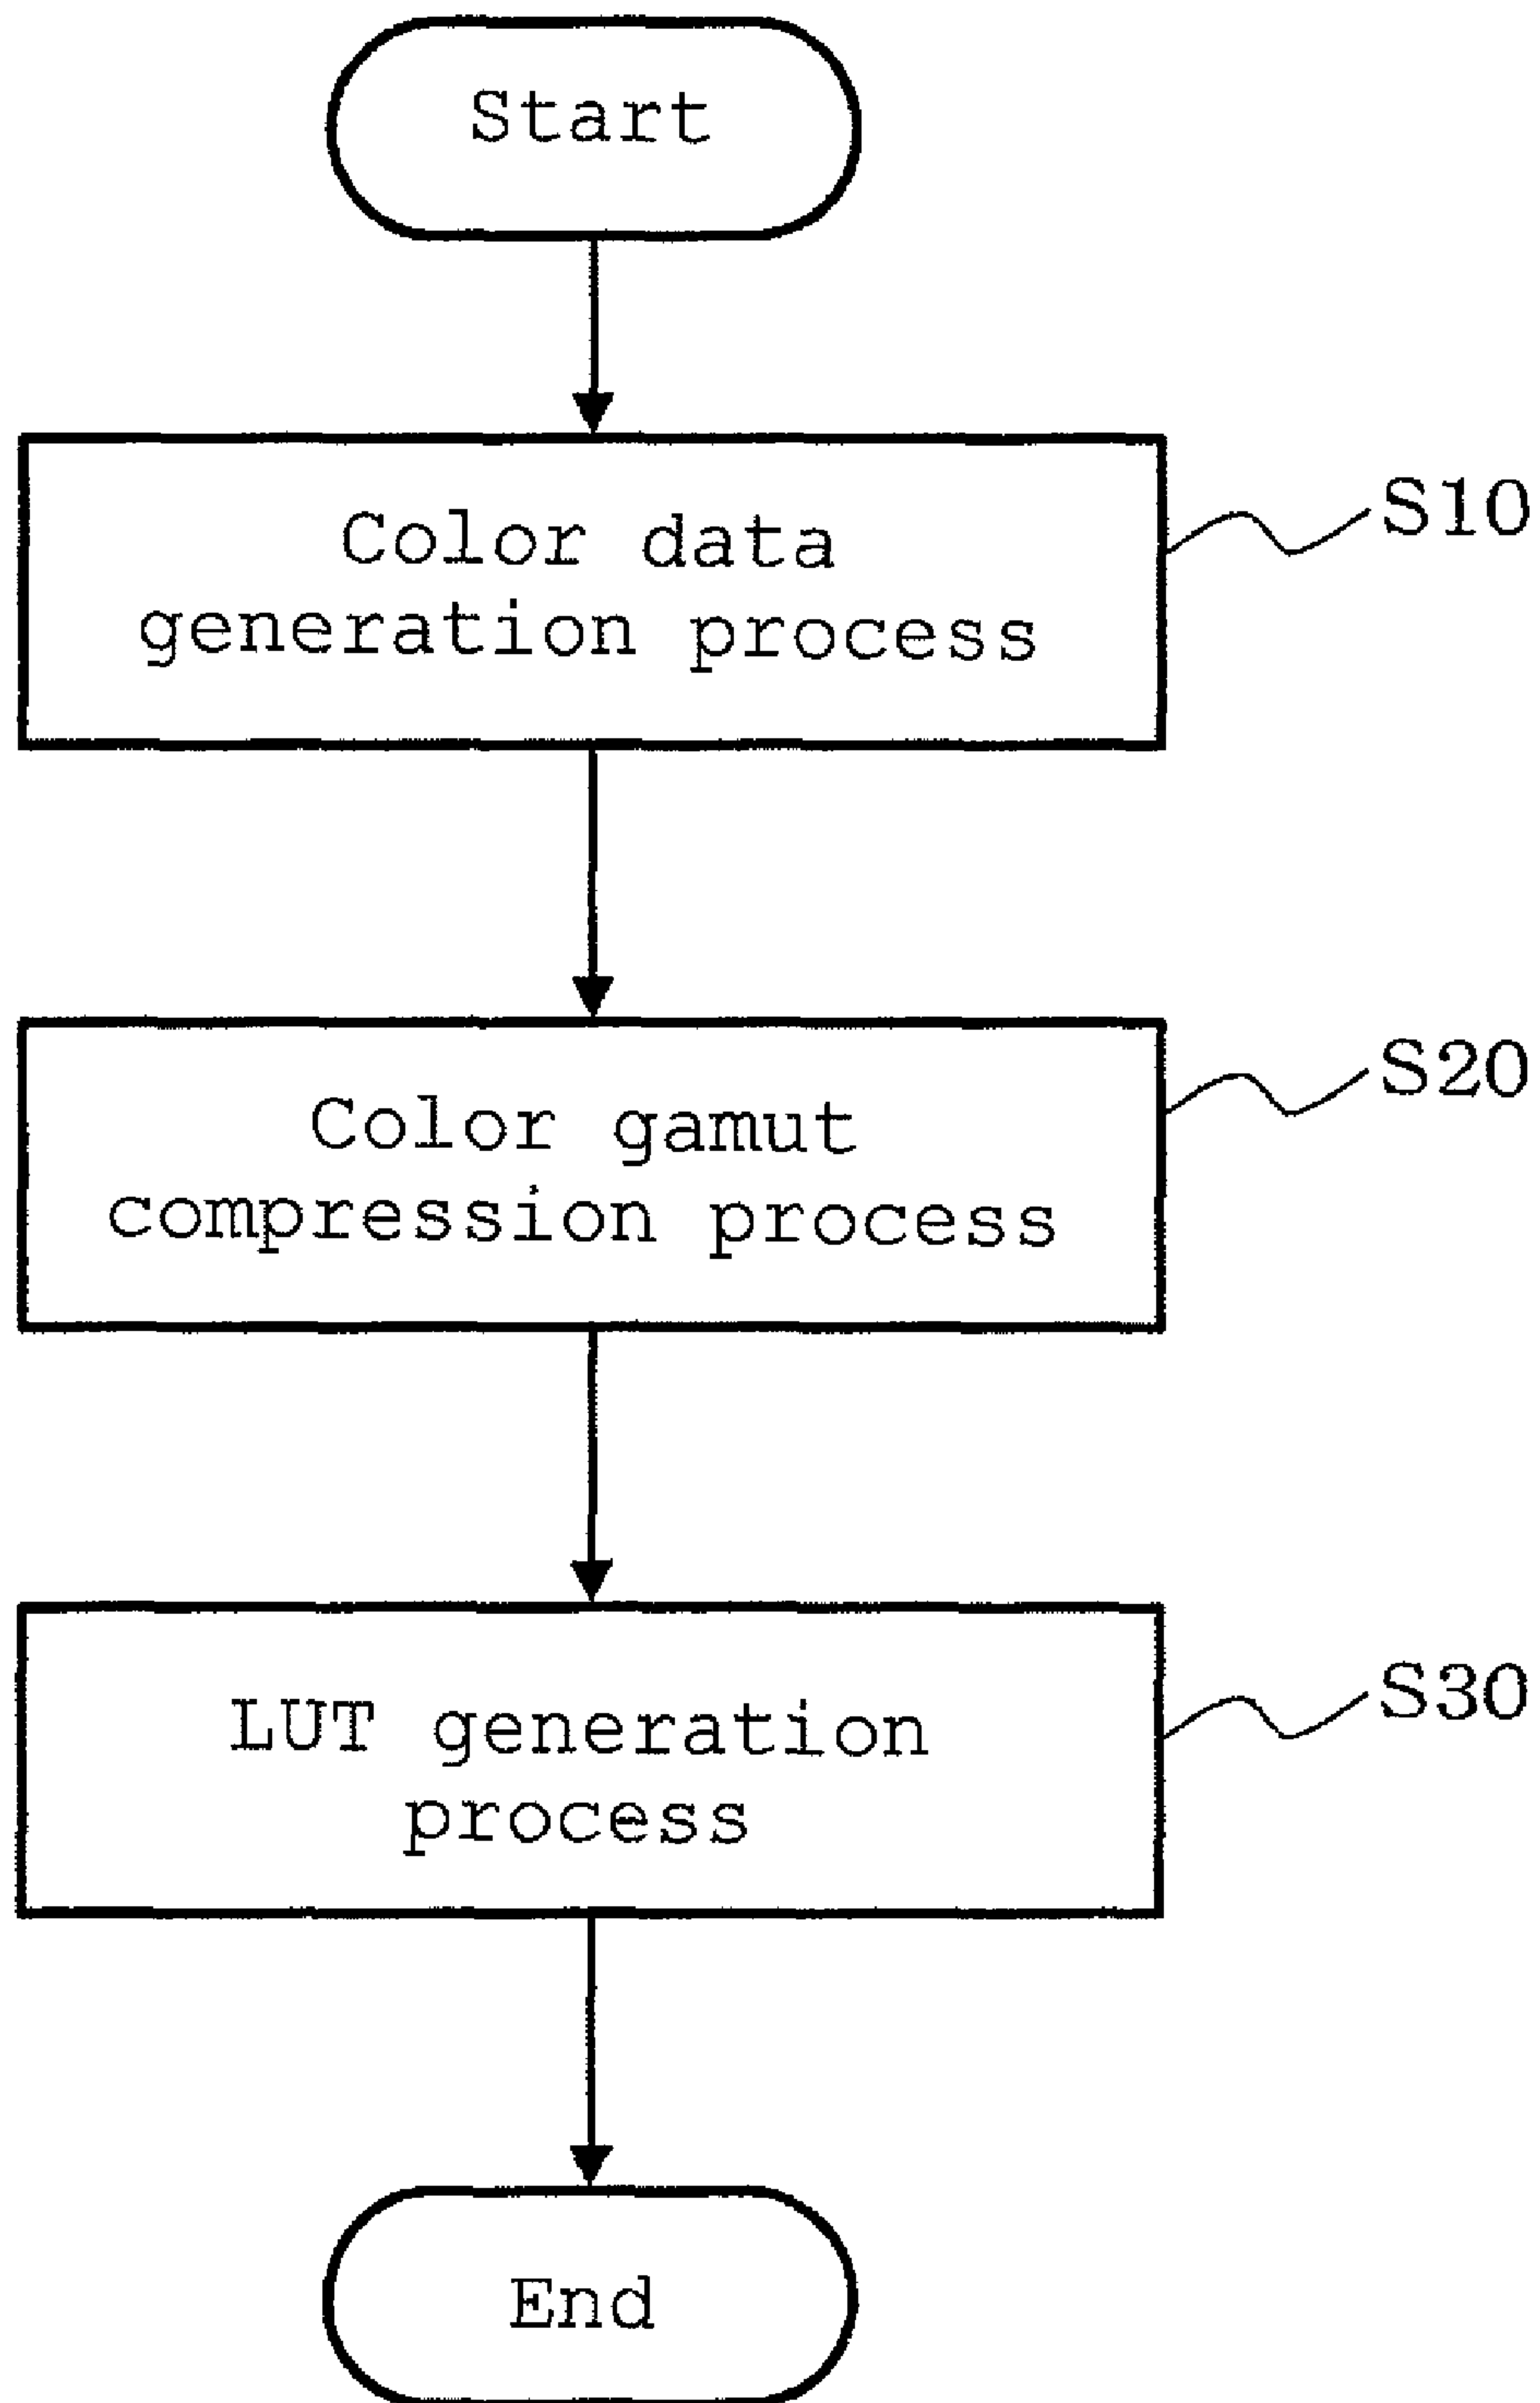 Start
Color data
generation process
S10
Color gamut
compression process
S20
LUT generation
process
S30
End